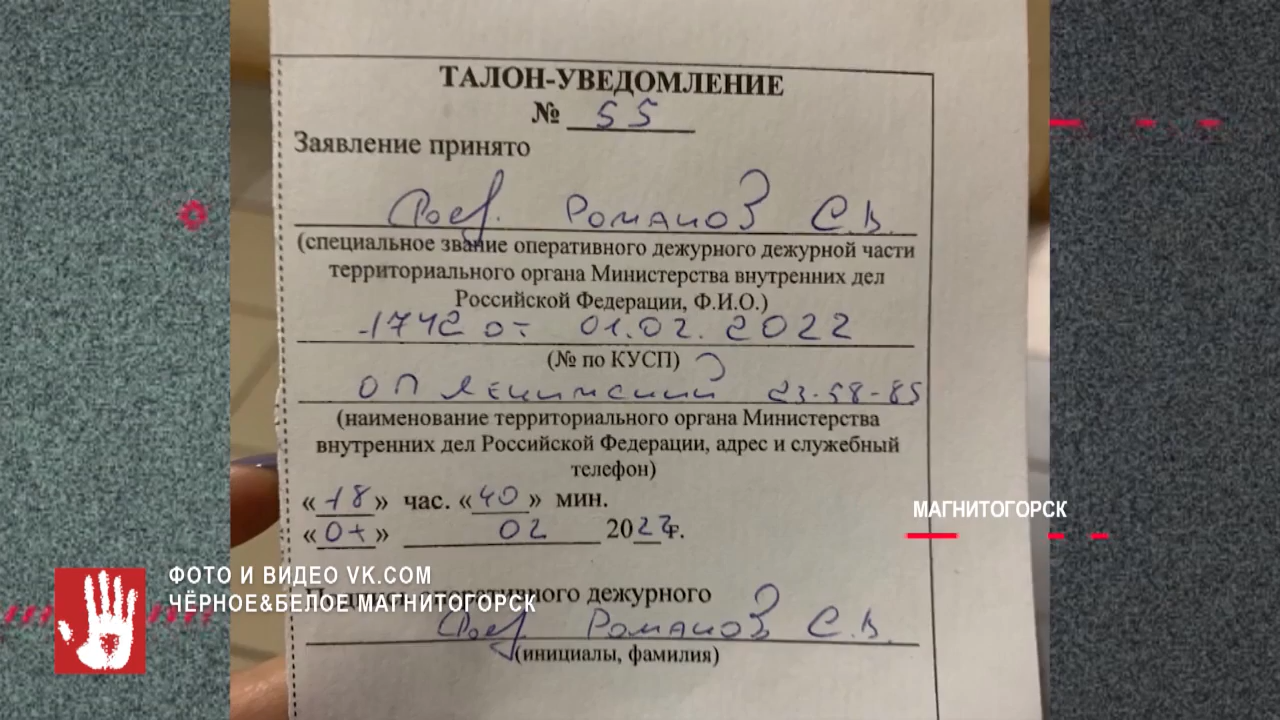 ТАЛОН-УВЕДОМЛЕНИЕ
№ 55
Заявление принято
Романов С.В.
(специальное звание оперативного дежурного дежурной части
территориального органа Министерства внутренних дел
Российской Федерации, Ф.И.О.)
1742 от 01.02.2022
(№ по КУСП)
ОП Ленинский 23-58-85
(наименование территориального органа Министерства
внутренних дел Российской Федерации, адрес и служебный
телефон)
«18» час. «40» мин.
«01» 02 2022г.
МАГНИТОГОРСК
ФОТО И ВИДЕО VK.COM
ЧЁРНОЕ&БЕЛОЕ МАГНИТОГОРСК
оперативного дежурного
Романов С.В.
(инициалы, фамилия)